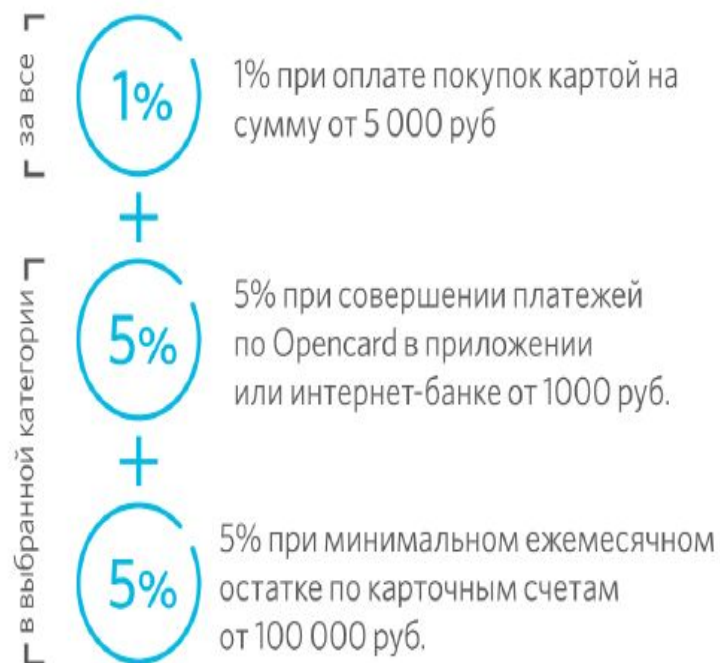 за все
1%
1% при оплате покупок картой на
сумму от 5 000 руб
+
в выбранной категории
5%
5% при совершении платежей
по Opencard в приложении
или интернет-банке от 1000 руб.
+
5%
5% при минимальном ежемесячном
остатке по карточным счетам
от 100 000 руб.